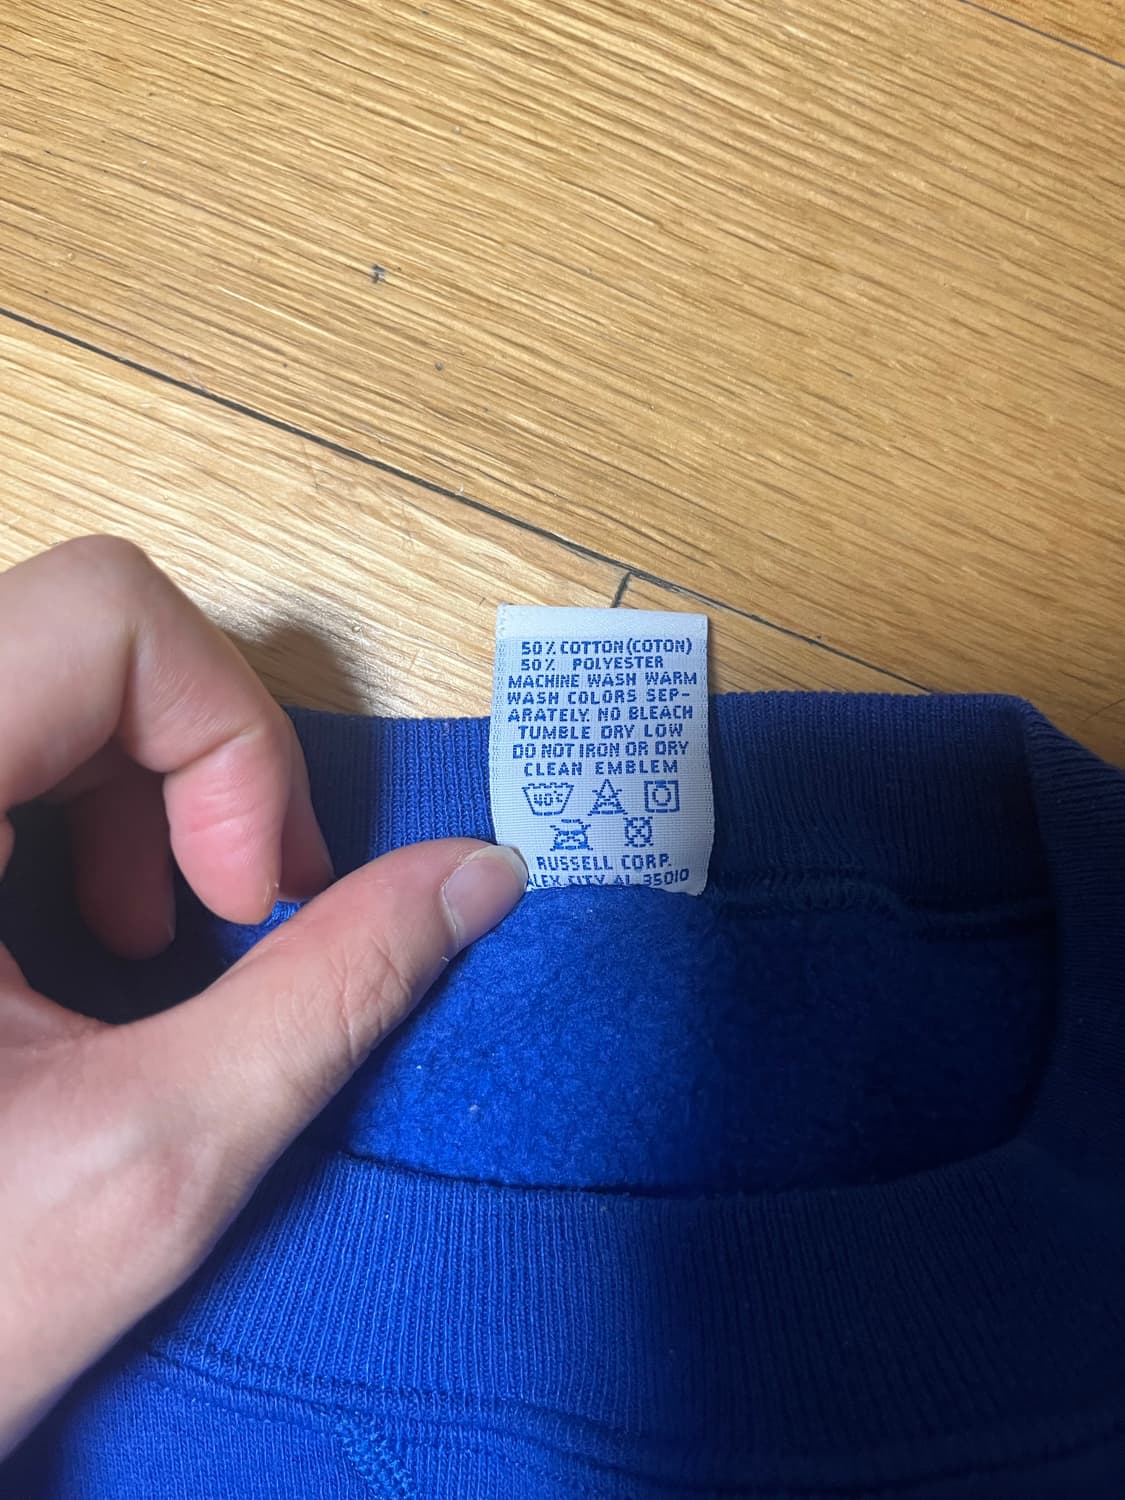 50% COTTON (COTON)
50% POLYESTER
MACHINE WASH WARM
WASH COLORS SEP-
ARATELY. NO BLEACH
TUMBLE DRY LOW
DO NOT IRON OR DRY
CLEAN EMBLEM
40°C
RUSSELL CORP.
ALEX CITY AL 35010